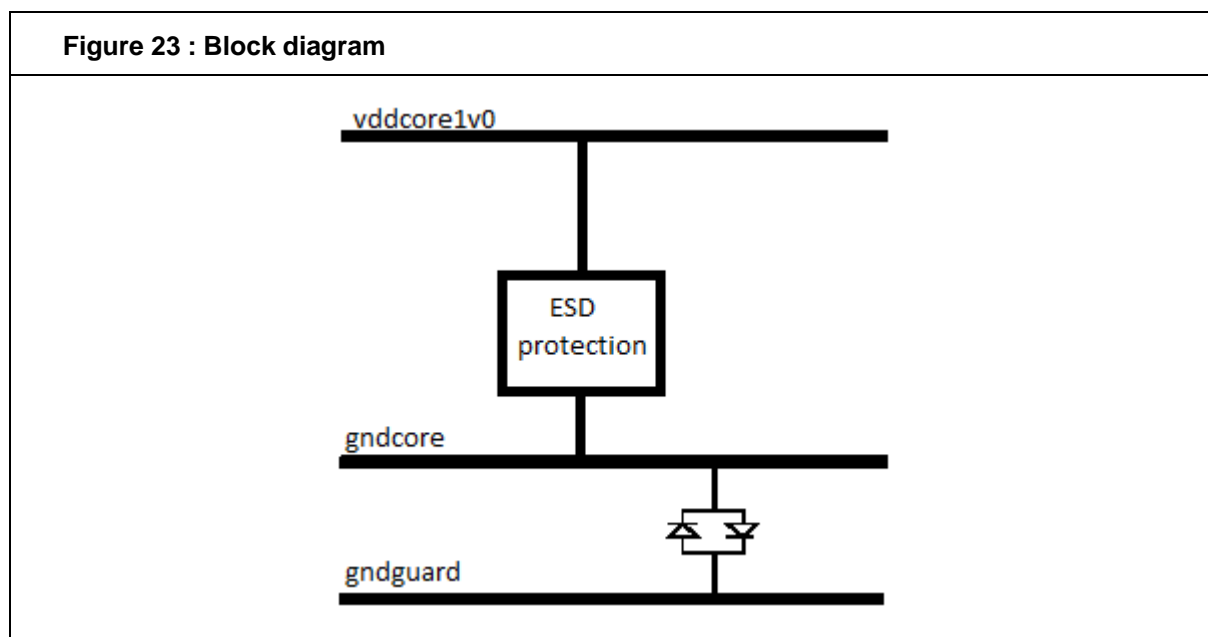 Figure 23 : Block diagram
vddcore1v0
ESD
protection
gndcore
gndguard